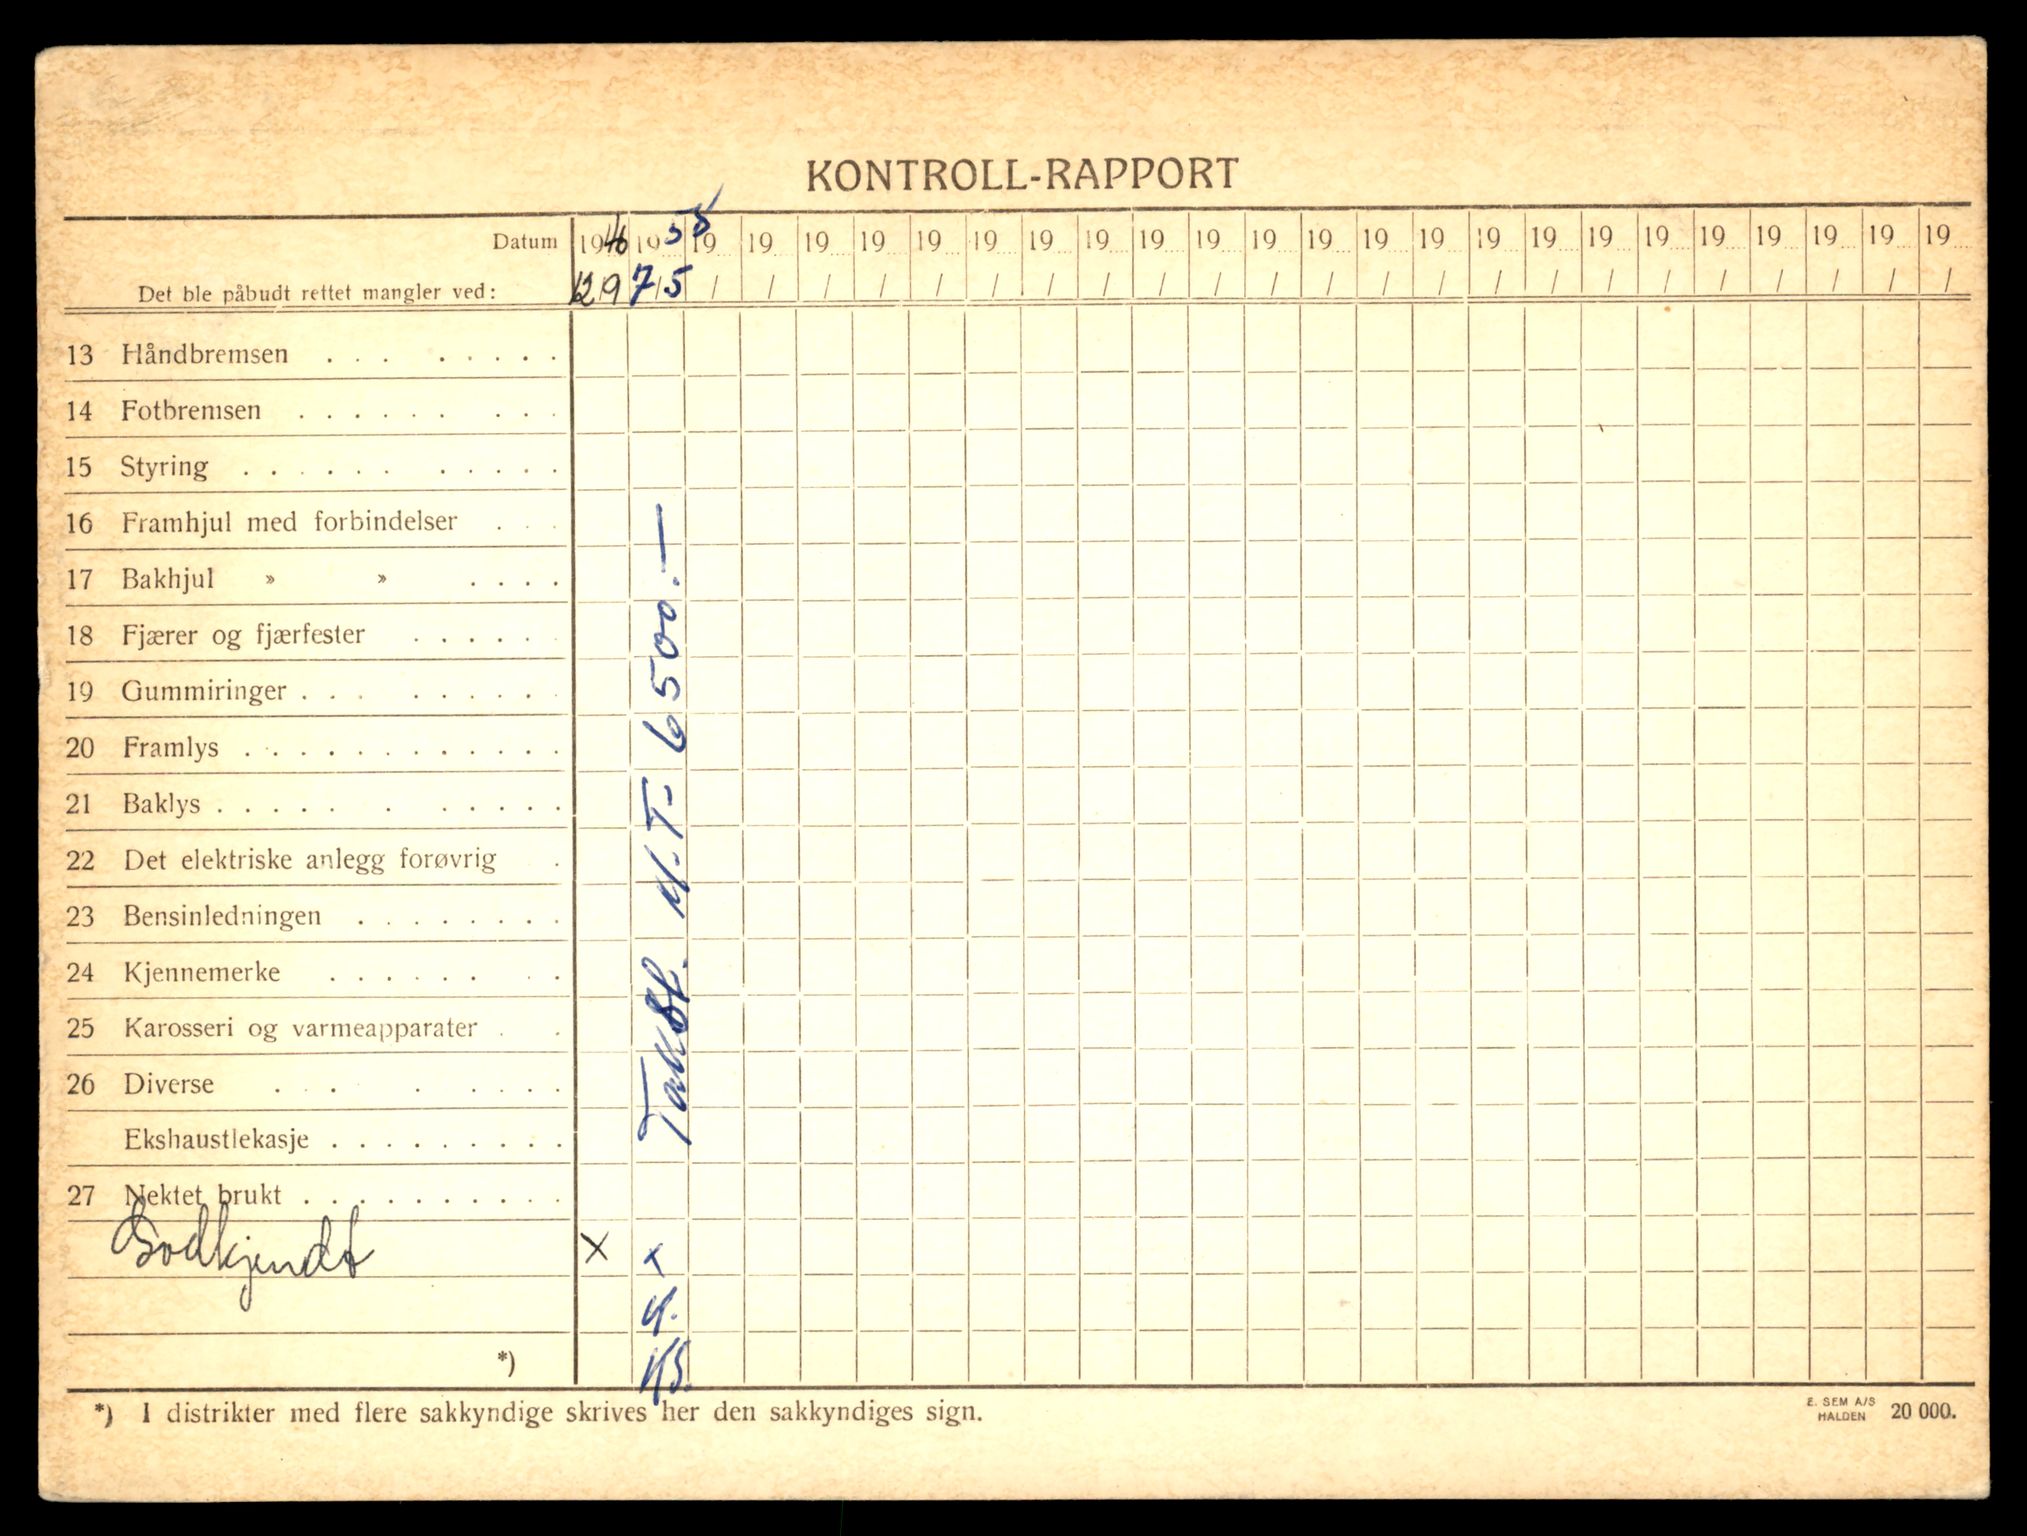 KONTROLL-RAPPORT
Datum 1946 1955 19 19 19 19 19 19 19 19 19 19 19 19 19 19 19 19 19 19 19 19 19 19 19
Det ble påbudt rettet mangler ved: 12/9 7/5 / / / / / / / / / / / / / / / / / / / / / / /
13 Håndbremsen
14 Fotbremsen
15 Styring
16 Framhjul med forbindelser
17 Bakhjul » »
18 Fjærer og fjærfester
19 Gummiringer
20 Framlys
21 Baklys
22 Det elektriske anlegg forøvrig
23 Bensinledningen
24 Kjennemerke
25 Karosseri og varmeapparater
26 Diverse
Ekshaustlekasje
27 Nektet brukt
Takst M.T. 6500.—
Godkjendt x x
*) KS.
*) I distrikter med flere sakkyndige skrives her den sakkyndiges sign.
E. SEM A/S
HALDEN 20 000.